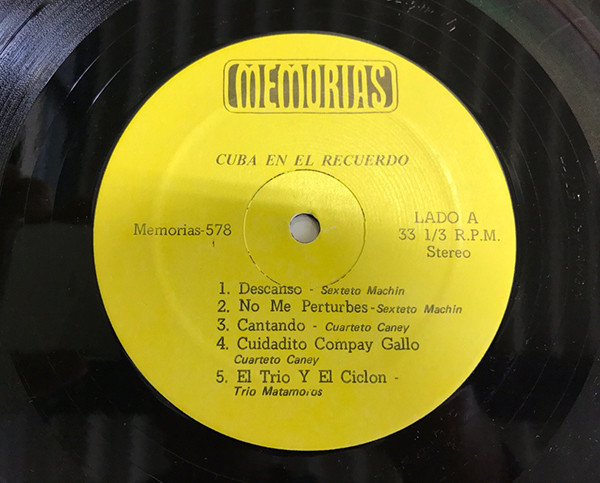 MEMORIAS
CUBA EN EL RECUERDO
Memorias-578
LADO A
33 1/3 R.P.M.
Stereo
1. Descanso - Sexteto Machin
2. No Me Perturbes - Sexteto Machin
3. Cantando - Cuarteto Caney
4. Cuidadito Compay Gallo
Cuarteto Caney
5. El Trio Y El Ciclon -
Trio Matamoros